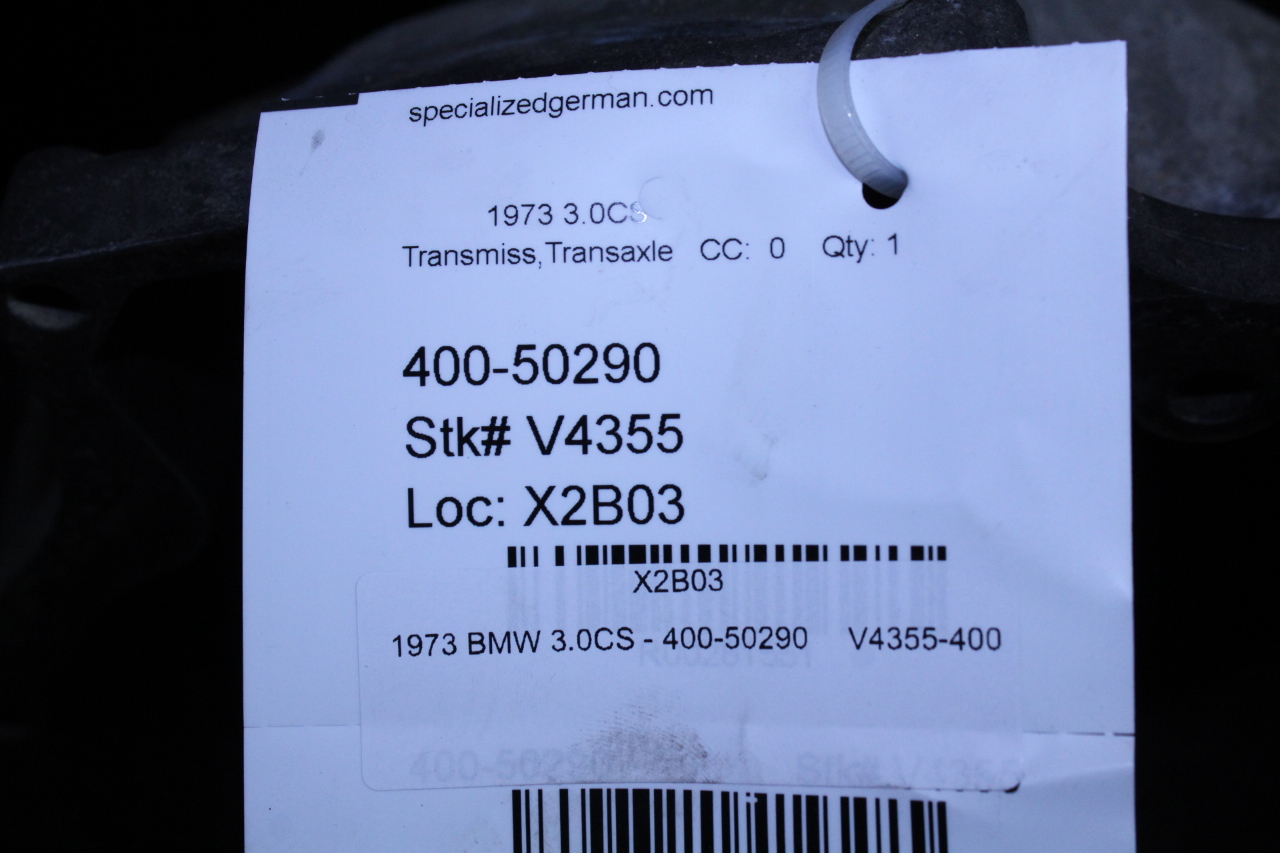 specializedgerman.com
1973 3.0CS
Transmiss,Transaxle CC: 0 Qty: 1
400-50290
Stk# V4355
Loc: X2B03
X2B03
1973 BMW 3.0CS - 400-50290 V4355-400